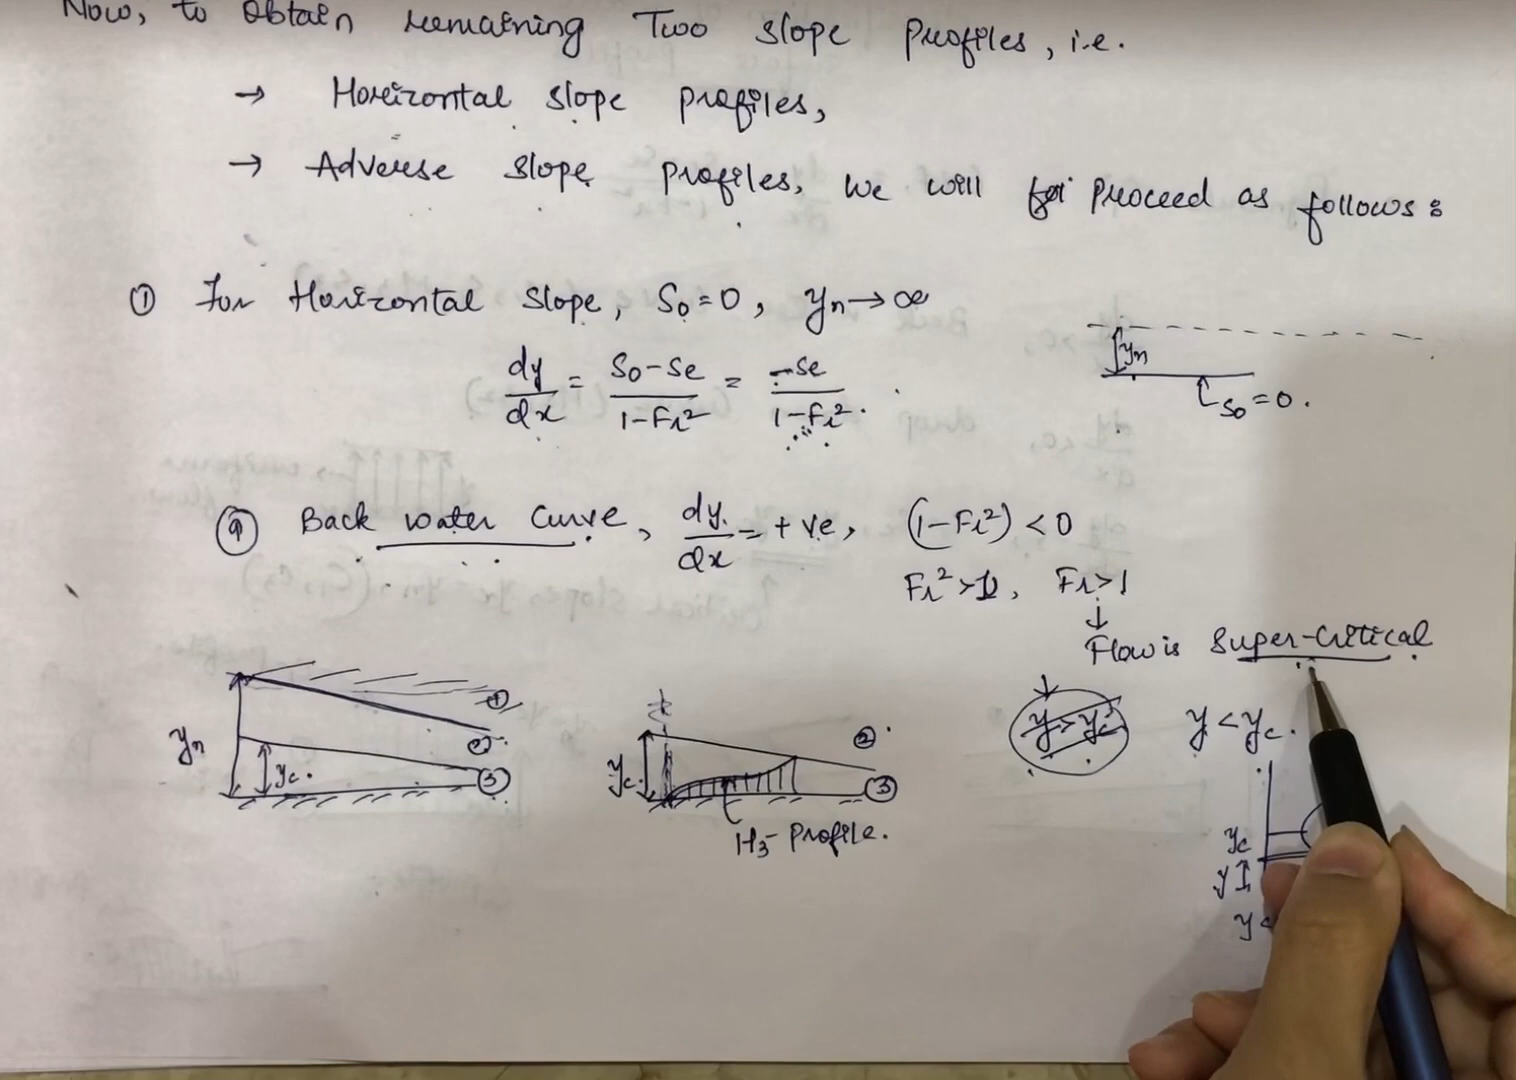 Now, to obtain remaining Two slope profiles, i.e.
→ Horizontal slope profiles,
→ Adverse slope profiles, we will proceed as follows:
① For Horizontal slope, S₀=0, yₙ→∞
dy/dx = (S₀-Se)/(1-Fr²) = -Se/(1-Fr²).
yₙ
S₀=0.
ⓐ Back water curve, dy/dx = +ve, (1-Fr²) < 0
Fr²>1, Fr>1
↓
Flow is Super-critical
yₙ
yc.
①
②
③
yc
②
③
H₃- Profile.
y>yc
y<yc.
yc
y